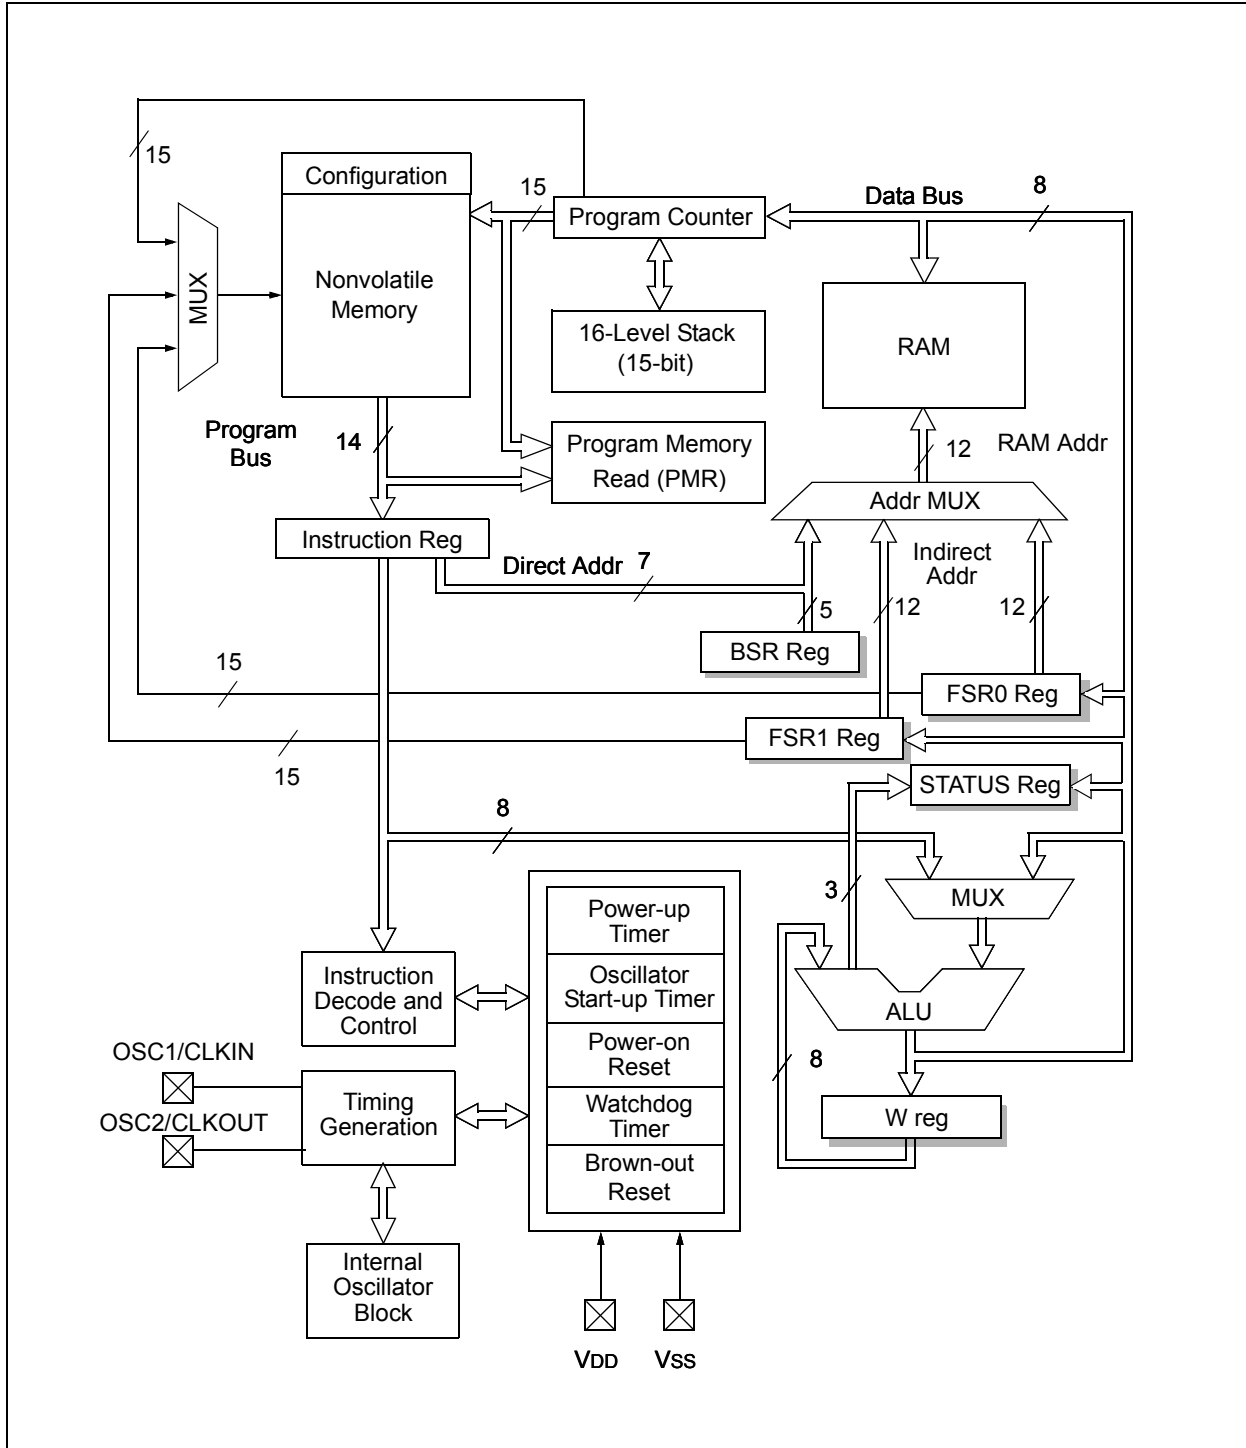 15
Configuration
15
Program Counter
Data Bus
8
MUX
Nonvolatile
Memory
16-Level Stack
(15-bit)
RAM
Program
Bus
14
Program Memory
Read (PMR)
12
RAM Addr
Addr MUX
Instruction Reg
Direct Addr
7
Indirect
Addr
5
12
12
BSR Reg
15
FSR0 Reg
FSR1 Reg
15
STATUS Reg
8
3
MUX
Power-up
Timer
Instruction
Decode and
Control
Oscillator
Start-up Timer
ALU
OSC1/CLKIN
Power-on
Reset
8
OSC2/CLKOUT
Timing
Generation
Watchdog
Timer
W reg
Brown-out
Reset
Internal
Oscillator
Block
VDD
VSS